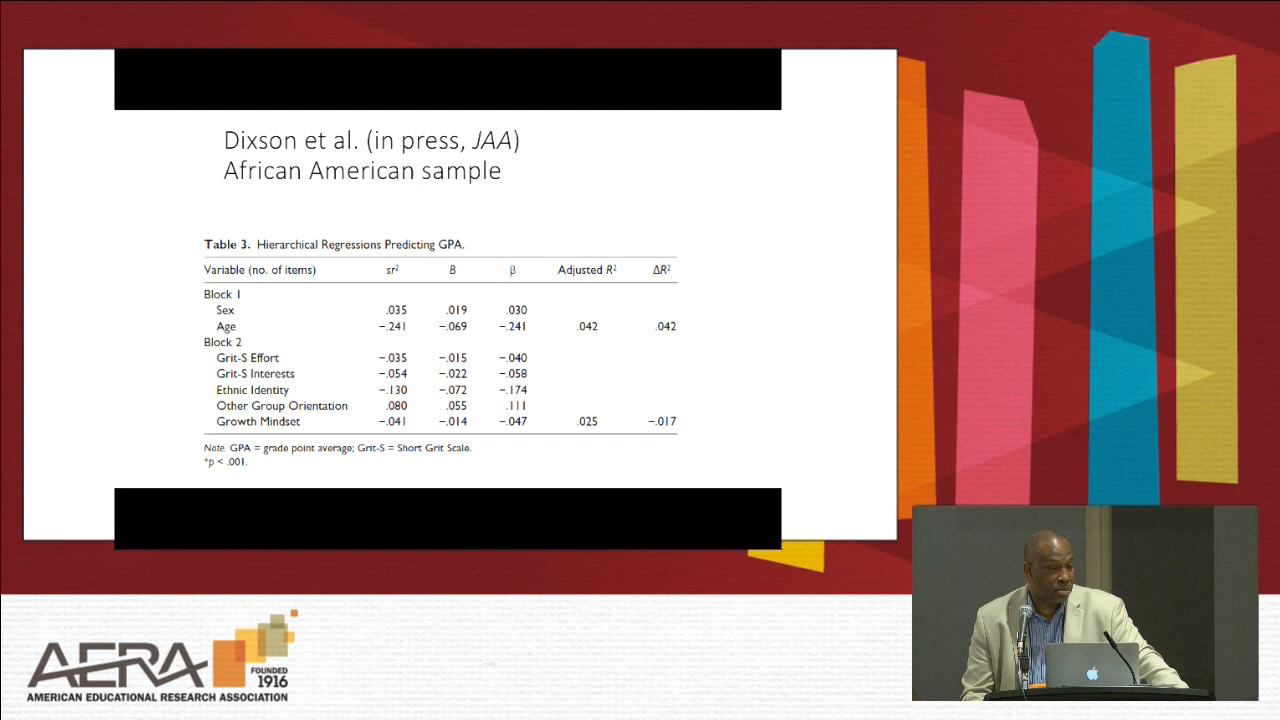 Dixson et al. (in press, JAA)
African American sample
Table 3. Hierarchical Regressions Predicting GPA.
Variable (no. of items) sr² B β Adjusted R² ΔR²
Block 1
Sex .035 .019 .030
Age −.241 −.069 −.241 .042 .042
Block 2
Grit-S Effort −.035 −.015 −.040
Grit-S Interests −.054 −.022 −.058
Ethnic Identity −.130 −.072 −.174
Other Group Orientation .080 .055 .111
Growth Mindset −.041 −.014 −.047 .025 −.017
Note. GPA = grade point average; Grit-S = Short Grit Scale.
*p < .001.
AERA
FOUNDED
1916
AMERICAN EDUCATIONAL RESEARCH ASSOCIATION